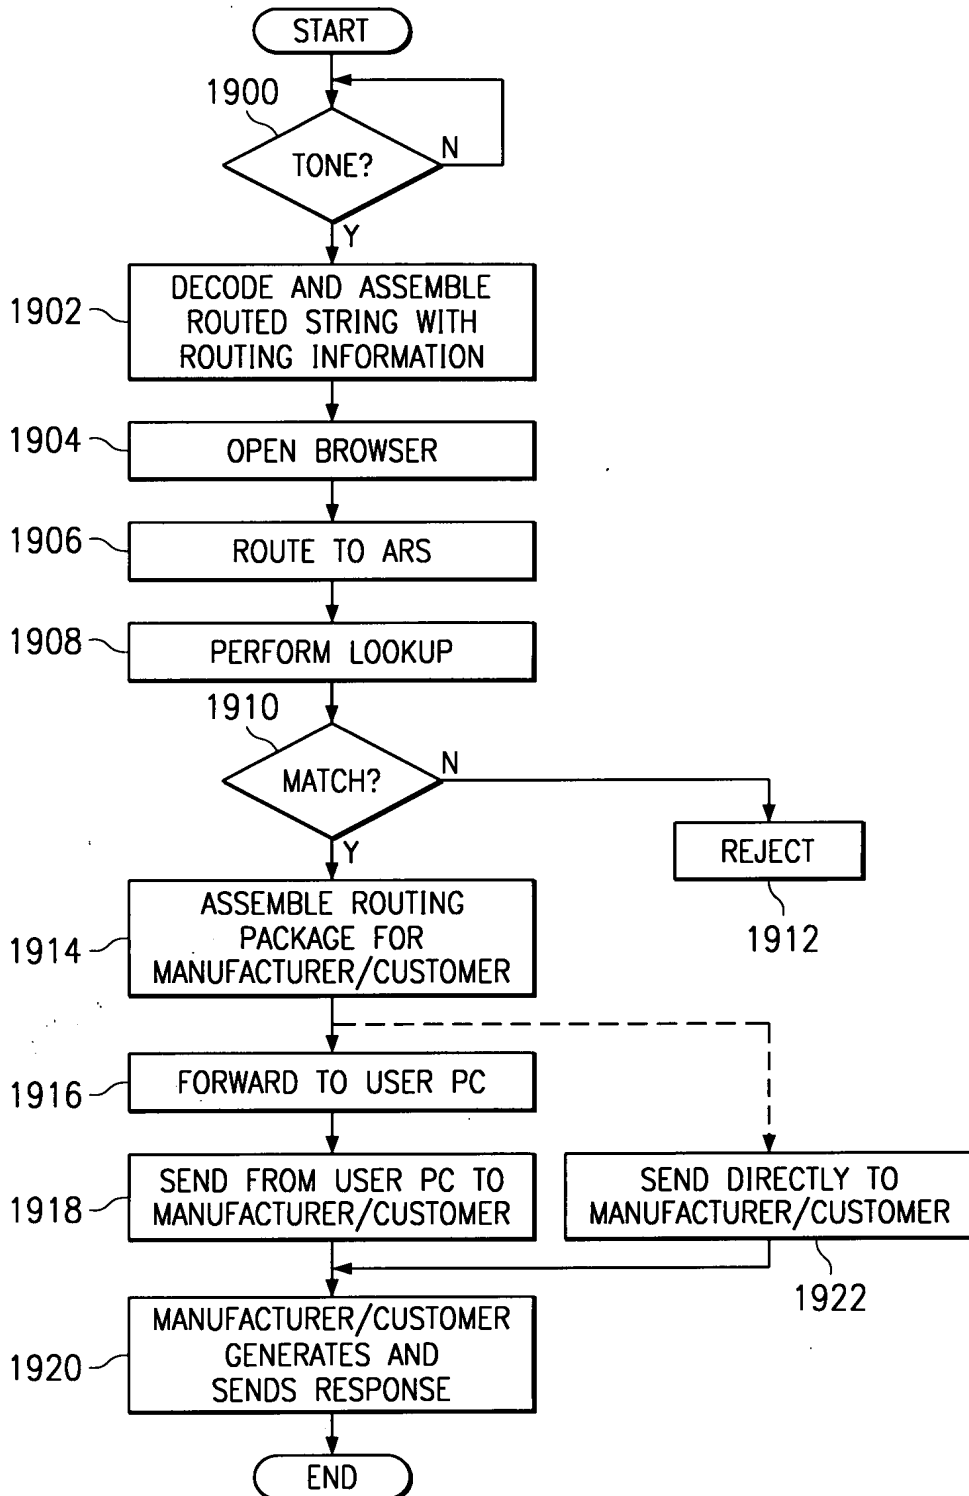 START
1900
TONE?
N
Y
1902
DECODE AND ASSEMBLE
ROUTED STRING WITH
ROUTING INFORMATION
1904
OPEN BROWSER
1906
ROUTE TO ARS
1908
PERFORM LOOKUP
1910
MATCH?
N
Y
REJECT
1912
1914
ASSEMBLE ROUTING
PACKAGE FOR
MANUFACTURER/CUSTOMER
1916
FORWARD TO USER PC
1918
SEND FROM USER PC TO
MANUFACTURER/CUSTOMER
SEND DIRECTLY TO
MANUFACTURER/CUSTOMER
1922
1920
MANUFACTURER/CUSTOMER
GENERATES AND
SENDS RESPONSE
END